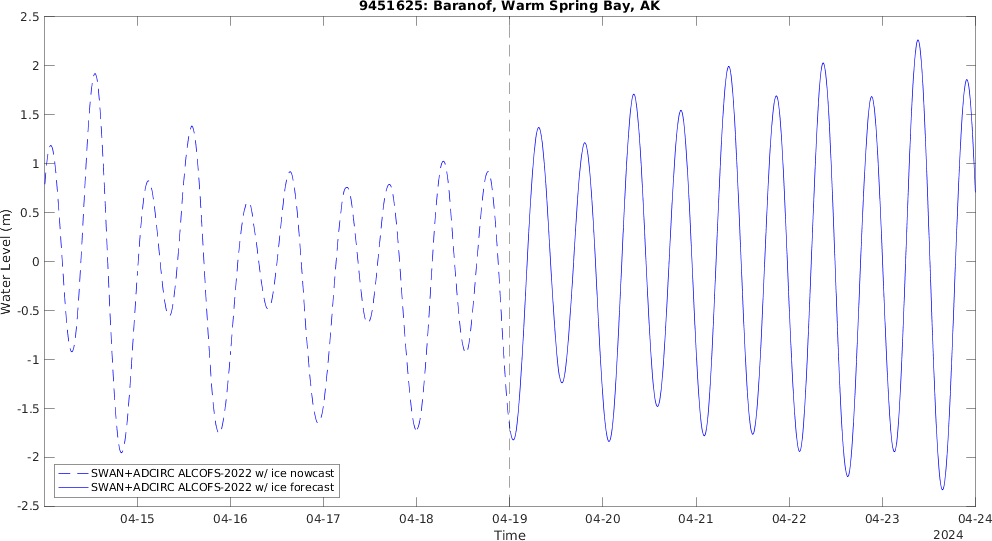 9451625: Baranof, Warm Spring Bay, AK
2.5
2
1.5
1
0.5
0
-0.5
-1
-1.5
-2
-2.5
Water Level (m)
SWAN+ADCIRC ALCOFS-2022 w/ ice nowcast
SWAN+ADCIRC ALCOFS-2022 w/ ice forecast
04-15 04-16 04-17 04-18 04-19 04-20 04-21 04-22 04-23 04-24
Time
2024